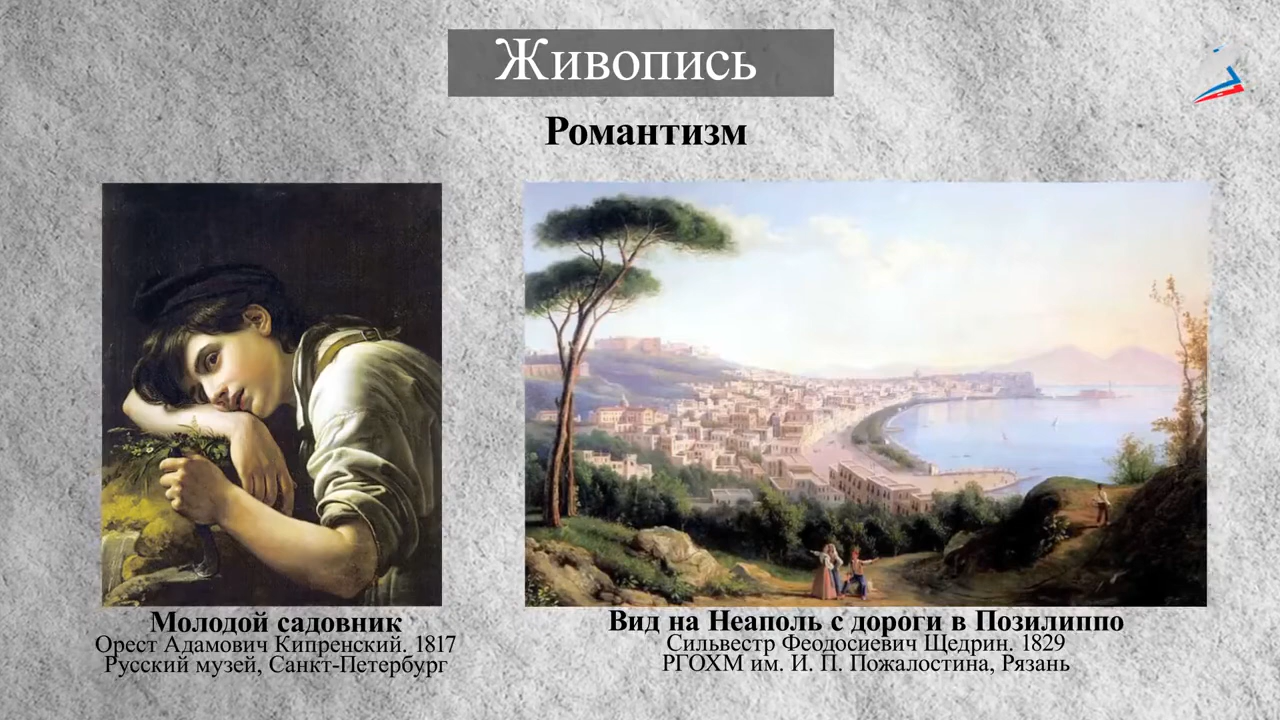 Живопись
Романтизм
Молодой садовник
Орест Адамович Кипренский. 1817
Русский музей, Санкт-Петербург
Вид на Неаполь с дороги в Позилиппо
Сильвестр Феодосиевич Щедрин. 1829
РГОХМ им. И. П. Пожалостина, Рязань